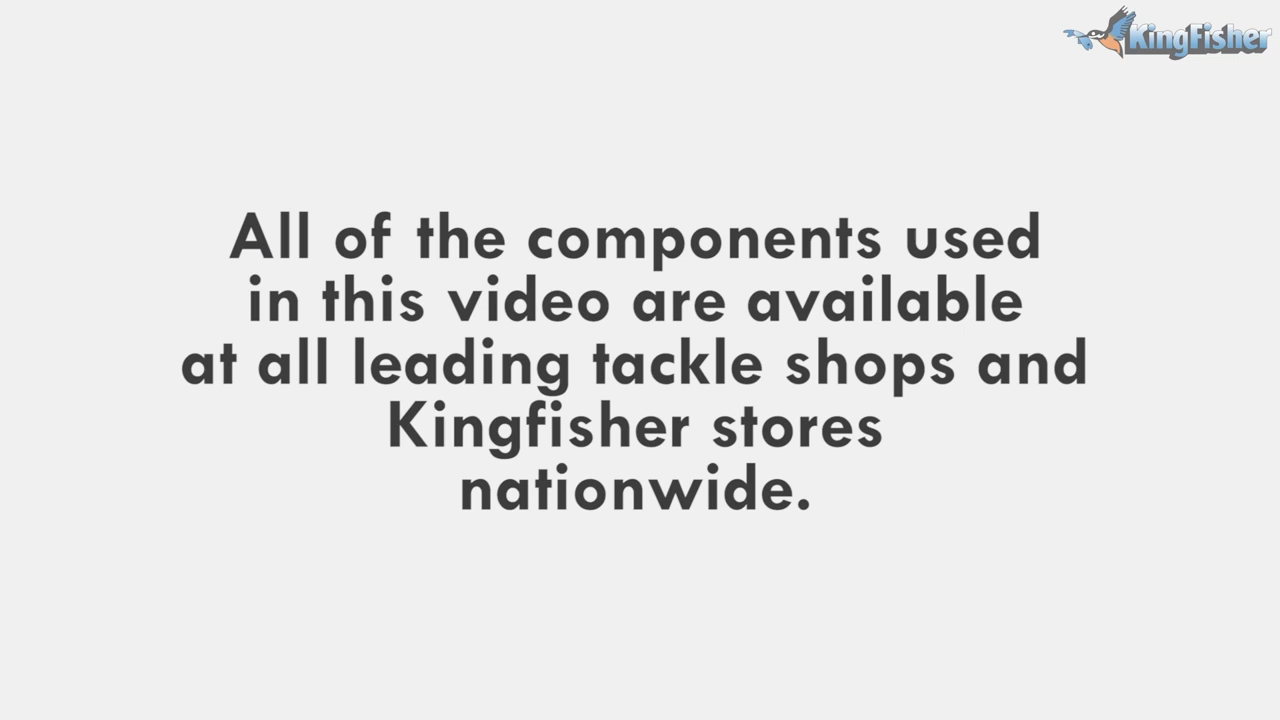 KingFisher
All of the components used
in this video are available
at all leading tackle shops and
Kingfisher stores
nationwide.